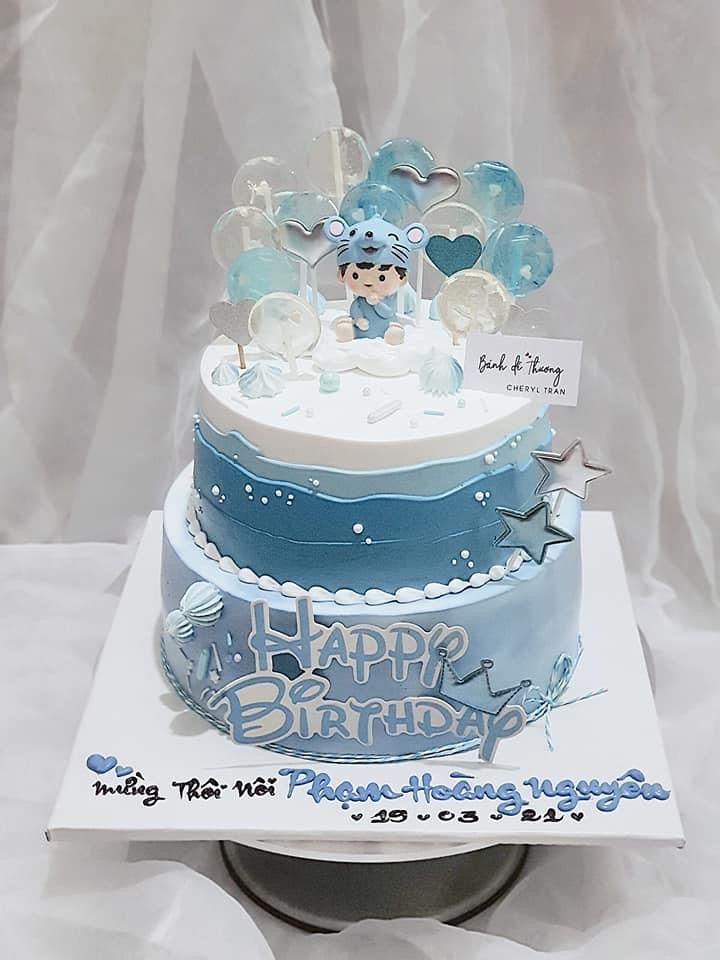 Bánh dễ Thương
CHERYL TRAN
HAPPY
BIRTHDAY
Mừng Thôi Nôi Phạm Hoàng Nguyên
19 03 21